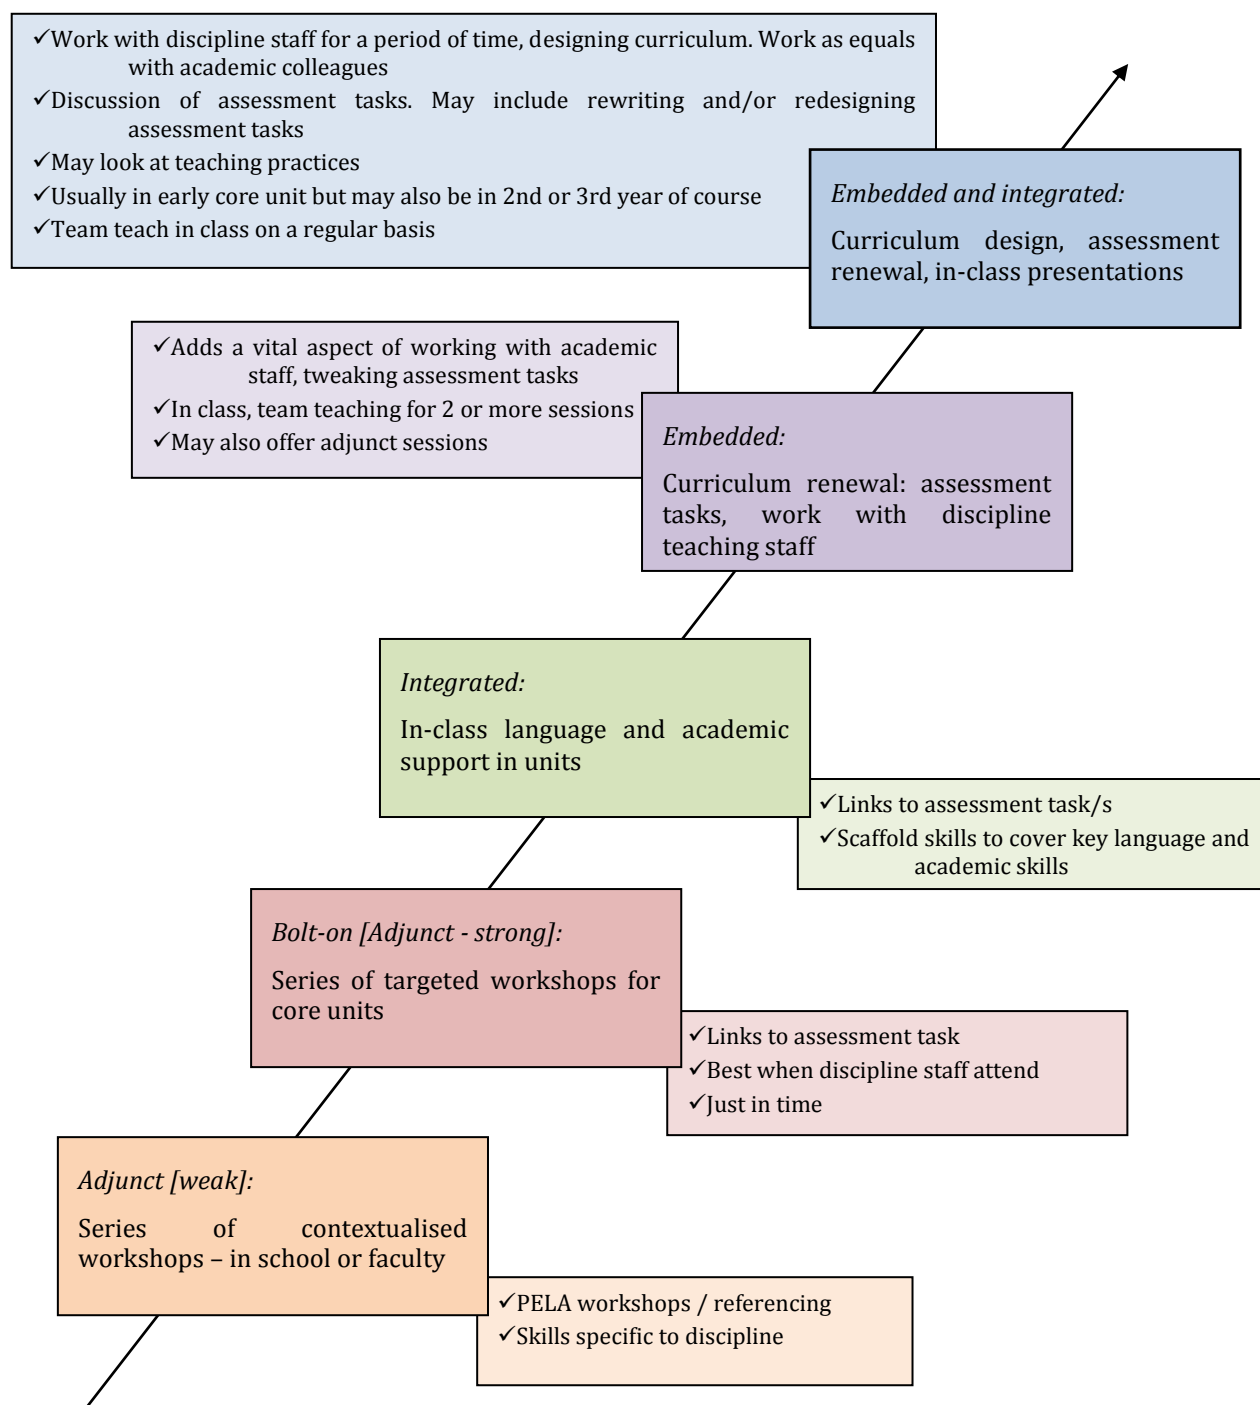 ✓Work with discipline staff for a period of time, designing curriculum. Work as equals
with academic colleagues
✓Discussion of assessment tasks. May include rewriting and/or redesigning
assessment tasks
✓May look at teaching practices
✓Usually in early core unit but may also be in 2nd or 3rd year of course
✓Team teach in class on a regular basis
Embedded and integrated:
Curriculum design, assessment
renewal, in-class presentations
✓Adds a vital aspect of working with academic
staff, tweaking assessment tasks
✓In class, team teaching for 2 or more sessions
✓May also offer adjunct sessions
Embedded:
Curriculum renewal: assessment
tasks, work with discipline
teaching staff
Integrated:
In-class language and academic
support in units
✓Links to assessment task/s
✓Scaffold skills to cover key language and
academic skills
Bolt-on [Adjunct - strong]:
Series of targeted workshops for
core units
✓Links to assessment task
✓Best when discipline staff attend
✓Just in time
Adjunct [weak]:
Series of contextualised
workshops – in school or faculty
✓PELA workshops / referencing
✓Skills specific to discipline